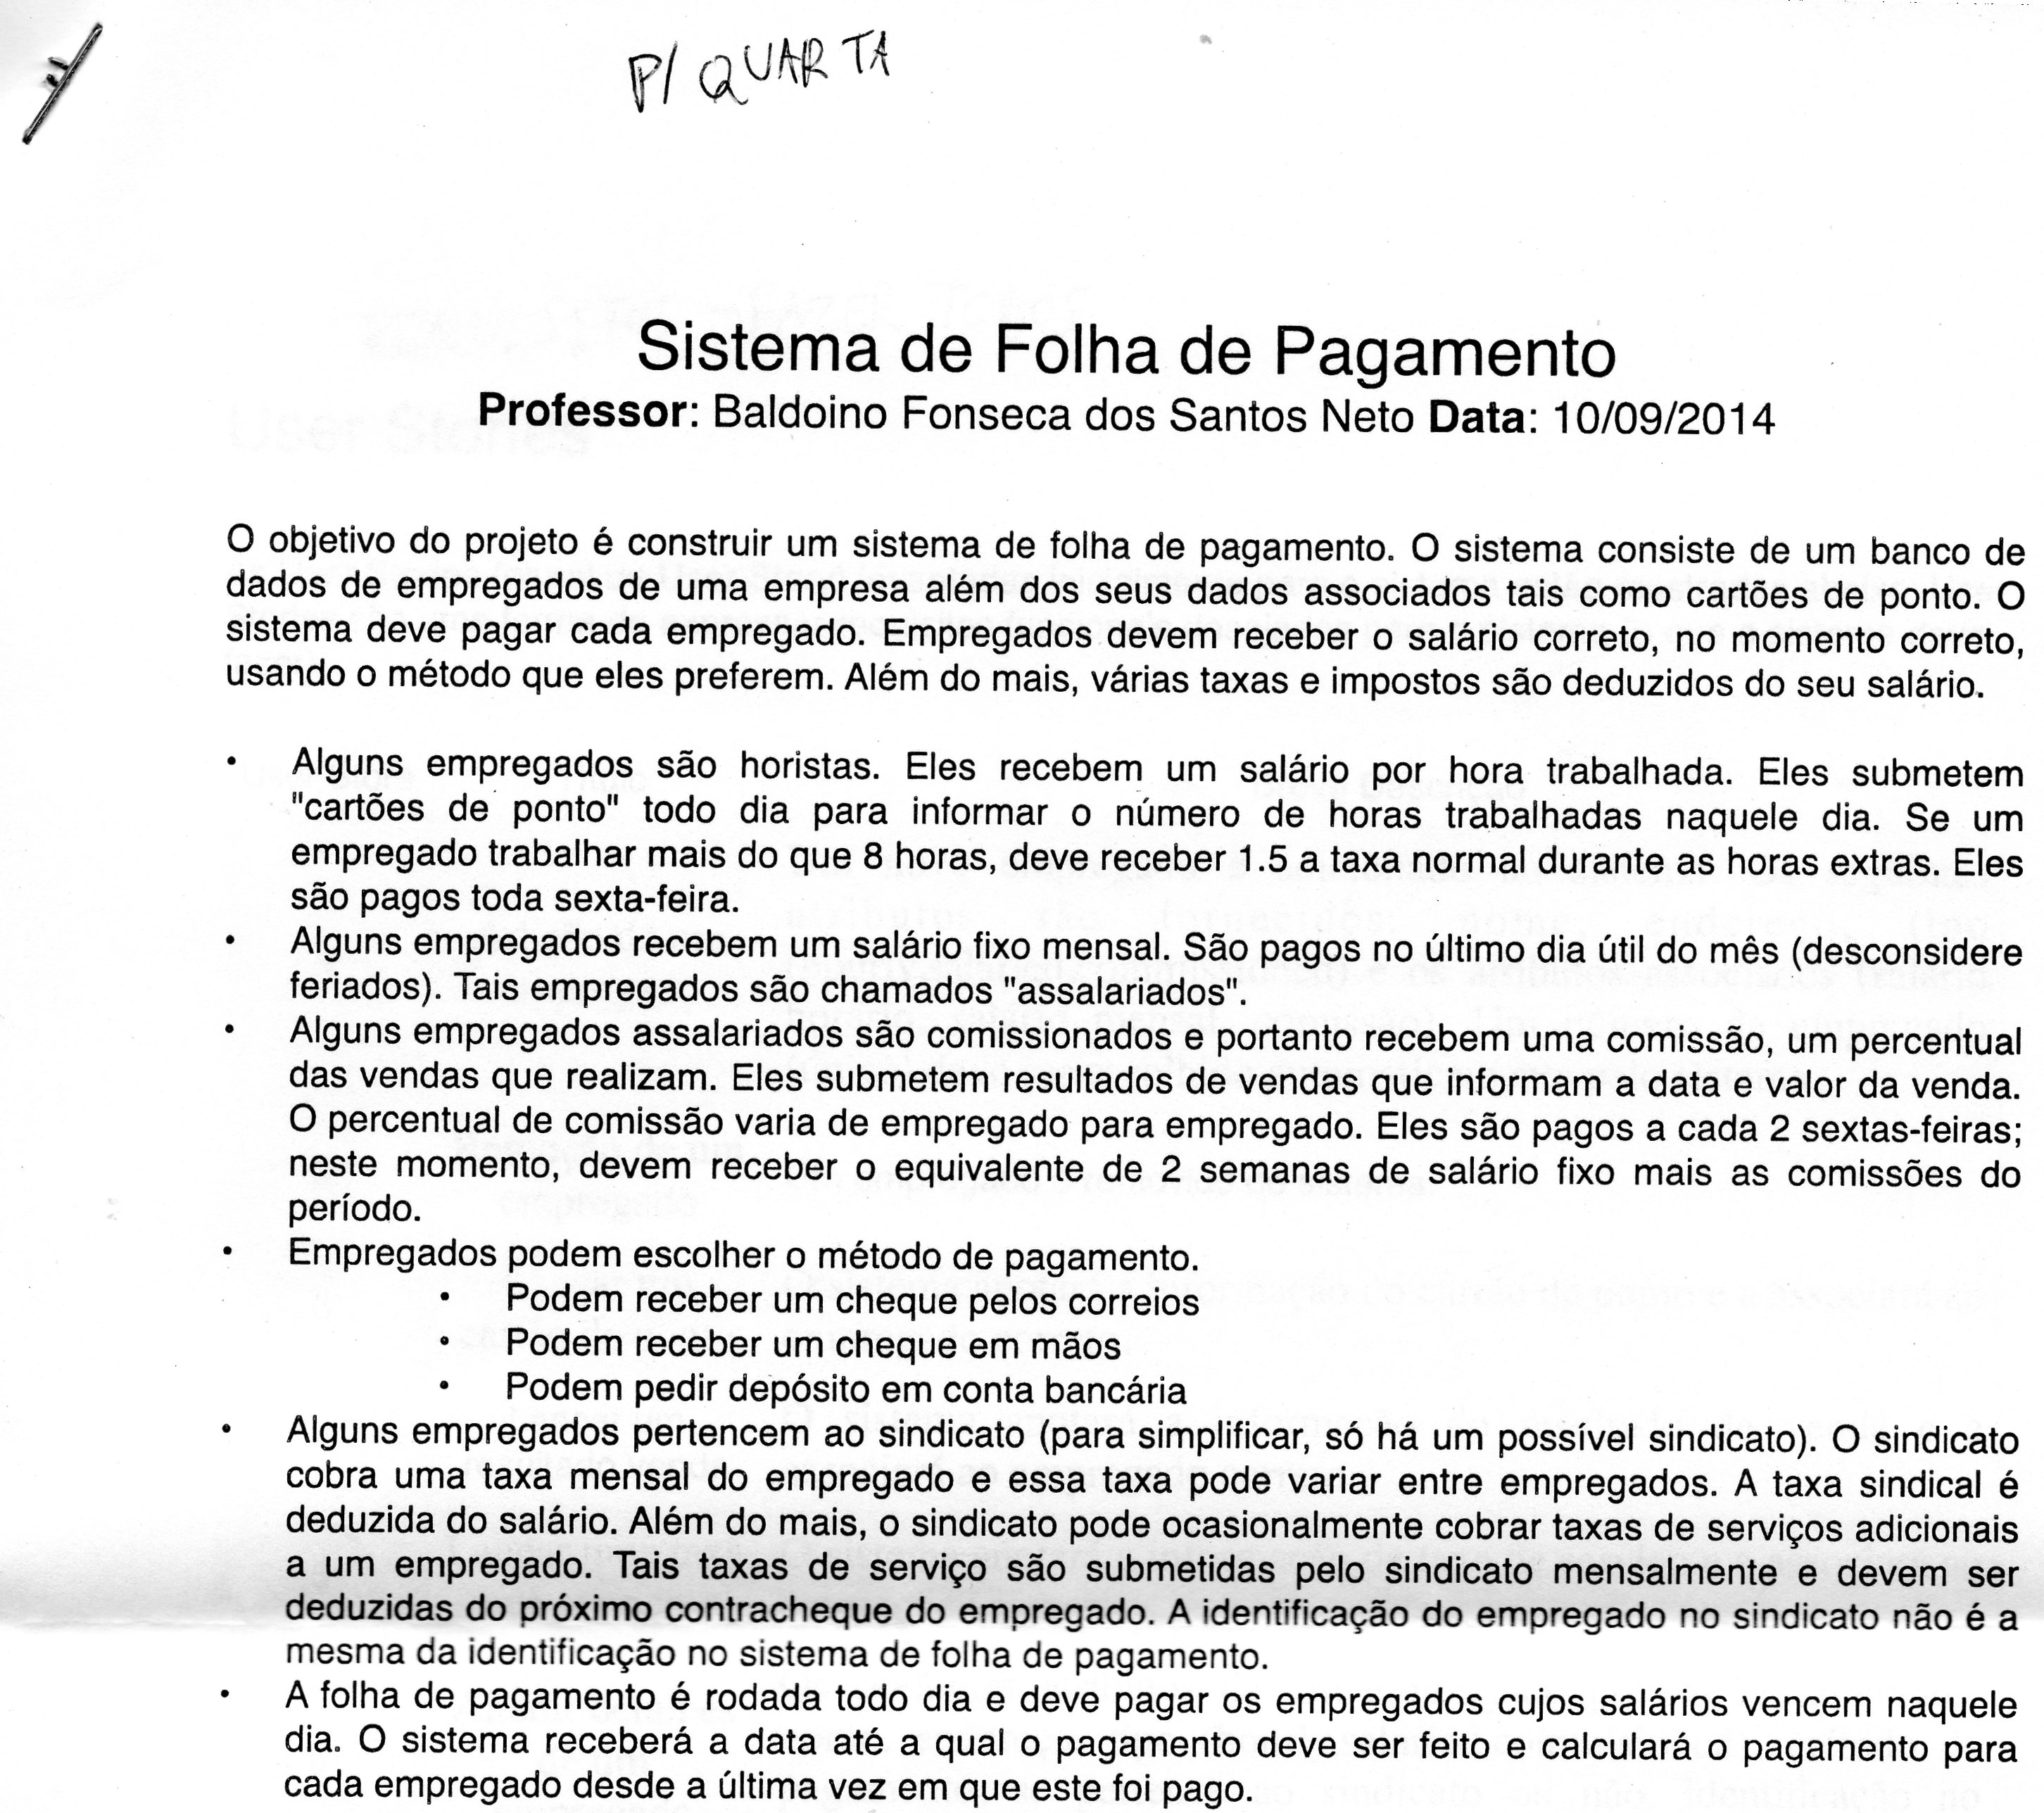 P/ QUARTA
Sistema de Folha de Pagamento
Professor: Baldoino Fonseca dos Santos Neto Data: 10/09/2014
O objetivo do projeto é construir um sistema de folha de pagamento. O sistema consiste de um banco de
dados de empregados de uma empresa além dos seus dados associados tais como cartões de ponto. O
sistema deve pagar cada empregado. Empregados devem receber o salário correto, no momento correto,
usando o método que eles preferem. Além do mais, várias taxas e impostos são deduzidos do seu salário.
• Alguns empregados são horistas. Eles recebem um salário por hora trabalhada. Eles submetem
"cartões de ponto" todo dia para informar o número de horas trabalhadas naquele dia. Se um
empregado trabalhar mais do que 8 horas, deve receber 1.5 a taxa normal durante as horas extras. Eles
são pagos toda sexta-feira.
• Alguns empregados recebem um salário fixo mensal. São pagos no último dia útil do mês (desconsidere
feriados). Tais empregados são chamados "assalariados".
• Alguns empregados assalariados são comissionados e portanto recebem uma comissão, um percentual
das vendas que realizam. Eles submetem resultados de vendas que informam a data e valor da venda.
O percentual de comissão varia de empregado para empregado. Eles são pagos a cada 2 sextas-feiras;
neste momento, devem receber o equivalente de 2 semanas de salário fixo mais as comissões do
período.
• Empregados podem escolher o método de pagamento.
• Podem receber um cheque pelos correios
• Podem receber um cheque em mãos
• Podem pedir depósito em conta bancária
• Alguns empregados pertencem ao sindicato (para simplificar, só há um possível sindicato). O sindicato
cobra uma taxa mensal do empregado e essa taxa pode variar entre empregados. A taxa sindical é
deduzida do salário. Além do mais, o sindicato pode ocasionalmente cobrar taxas de serviços adicionais
a um empregado. Tais taxas de serviço são submetidas pelo sindicato mensalmente e devem ser
deduzidas do próximo contracheque do empregado. A identificação do empregado no sindicato não é a
mesma da identificação no sistema de folha de pagamento.
• A folha de pagamento é rodada todo dia e deve pagar os empregados cujos salários vencem naquele
dia. O sistema receberá a data até a qual o pagamento deve ser feito e calculará o pagamento para
cada empregado desde a última vez em que este foi pago.